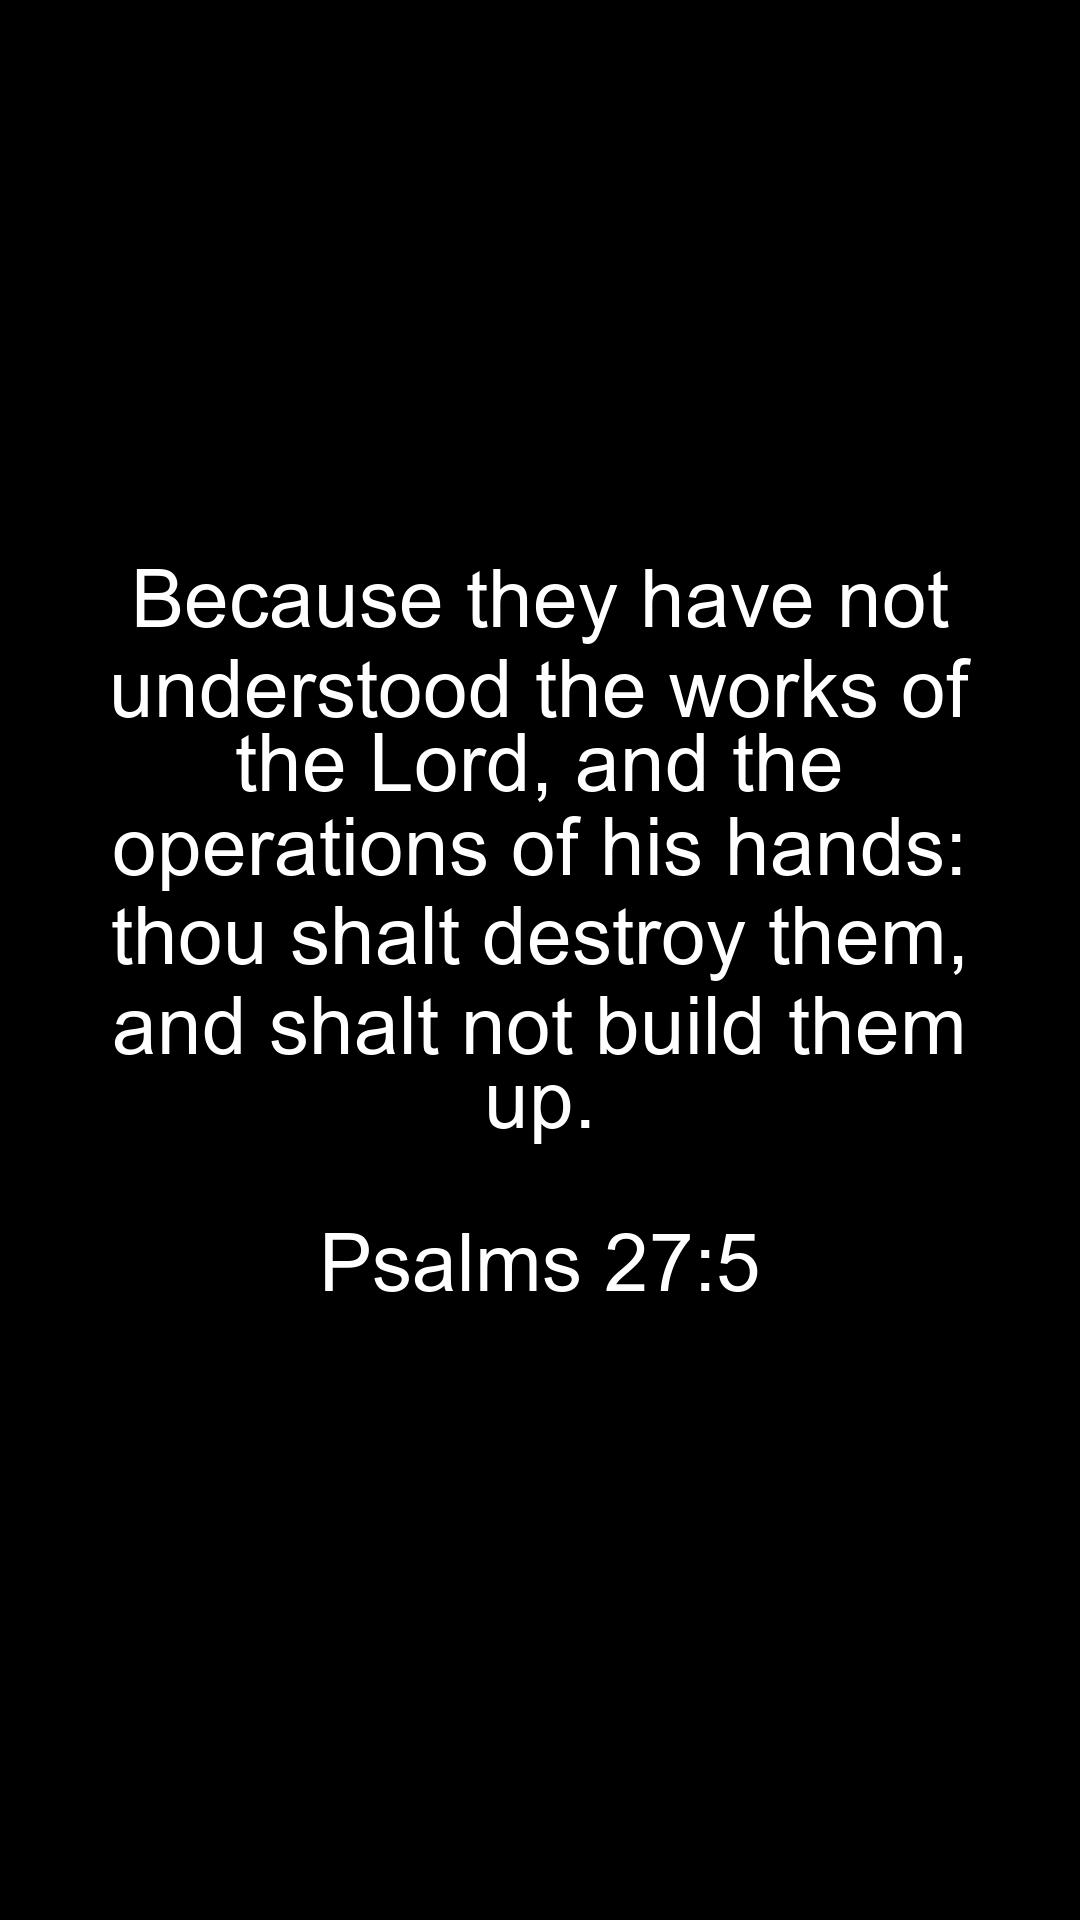 Because they have not
understood the works of
the Lord, and the
operations of his hands:
thou shalt destroy them,
and shalt not build them
up.
Psalms 27:5